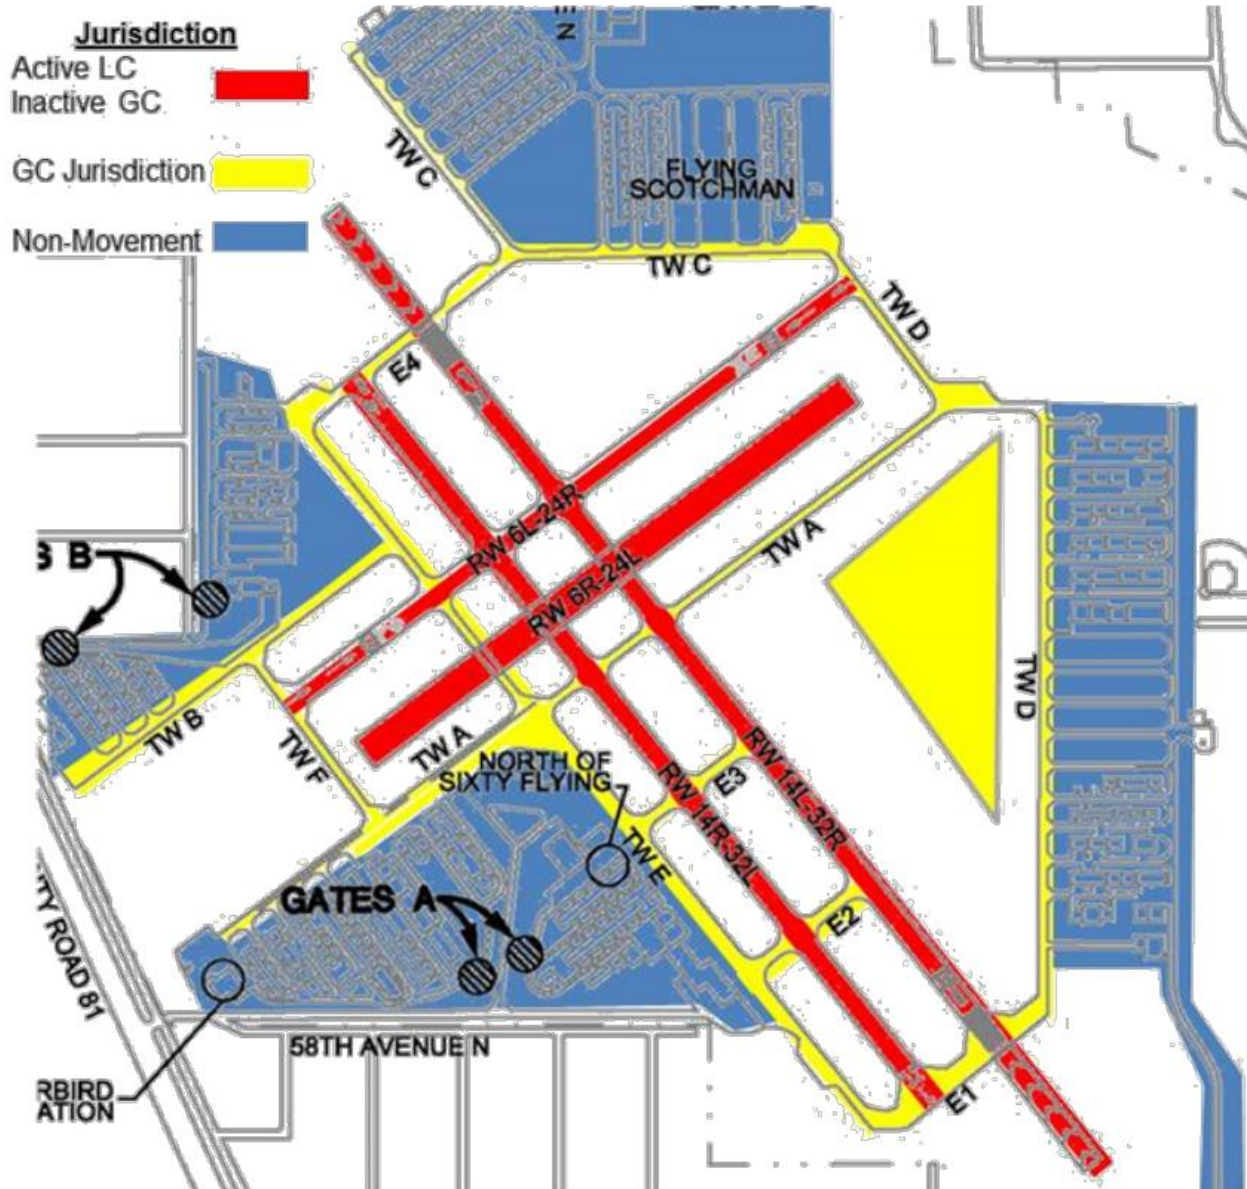 Jurisdiction
Active LC
Inactive GC
GC Jurisdiction
Non-Movement
TW C
FLYING
SCOTCHMAN
TW C
TW D
E4
RW 6L-24R
TW A
RW 6R-24L
S B
TW D
TW B
TW F
TW A
NORTH OF
SIXTY FLYING
E3
RW 14L-32R
RW 14R-32L
TW E
GATES A
E2
ROAD 81
58TH AVENUE N
E1
RBIRD
ATION